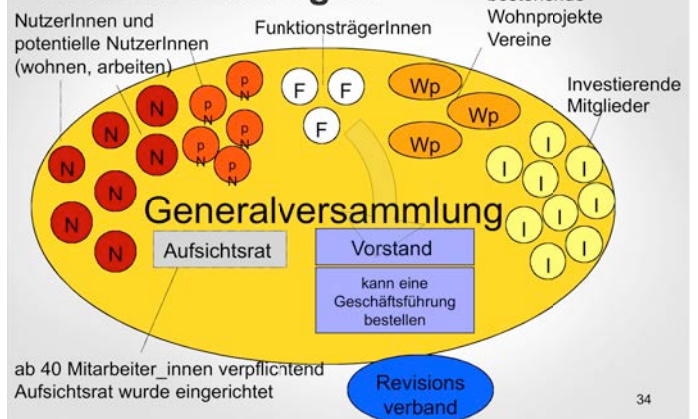 NutzerInnen und
potentielle NutzerInnen
(wohnen, arbeiten)
FunktionsträgerInnen
Wohnprojekte
Vereine
Investierende
Mitglieder
N
N
N
N
N
N
N
p
N
p
N
p
N
p
N
p
N
F
F
F
Wp
Wp
Wp
I
I
I
I
I
I
I
I
Generalversammlung
Aufsichtsrat
Vorstand
kann eine
Geschäftsführung
bestellen
ab 40 Mitarbeiter_innen verpflichtend
Aufsichtsrat wurde eingerichtet
Revisions
verband
34